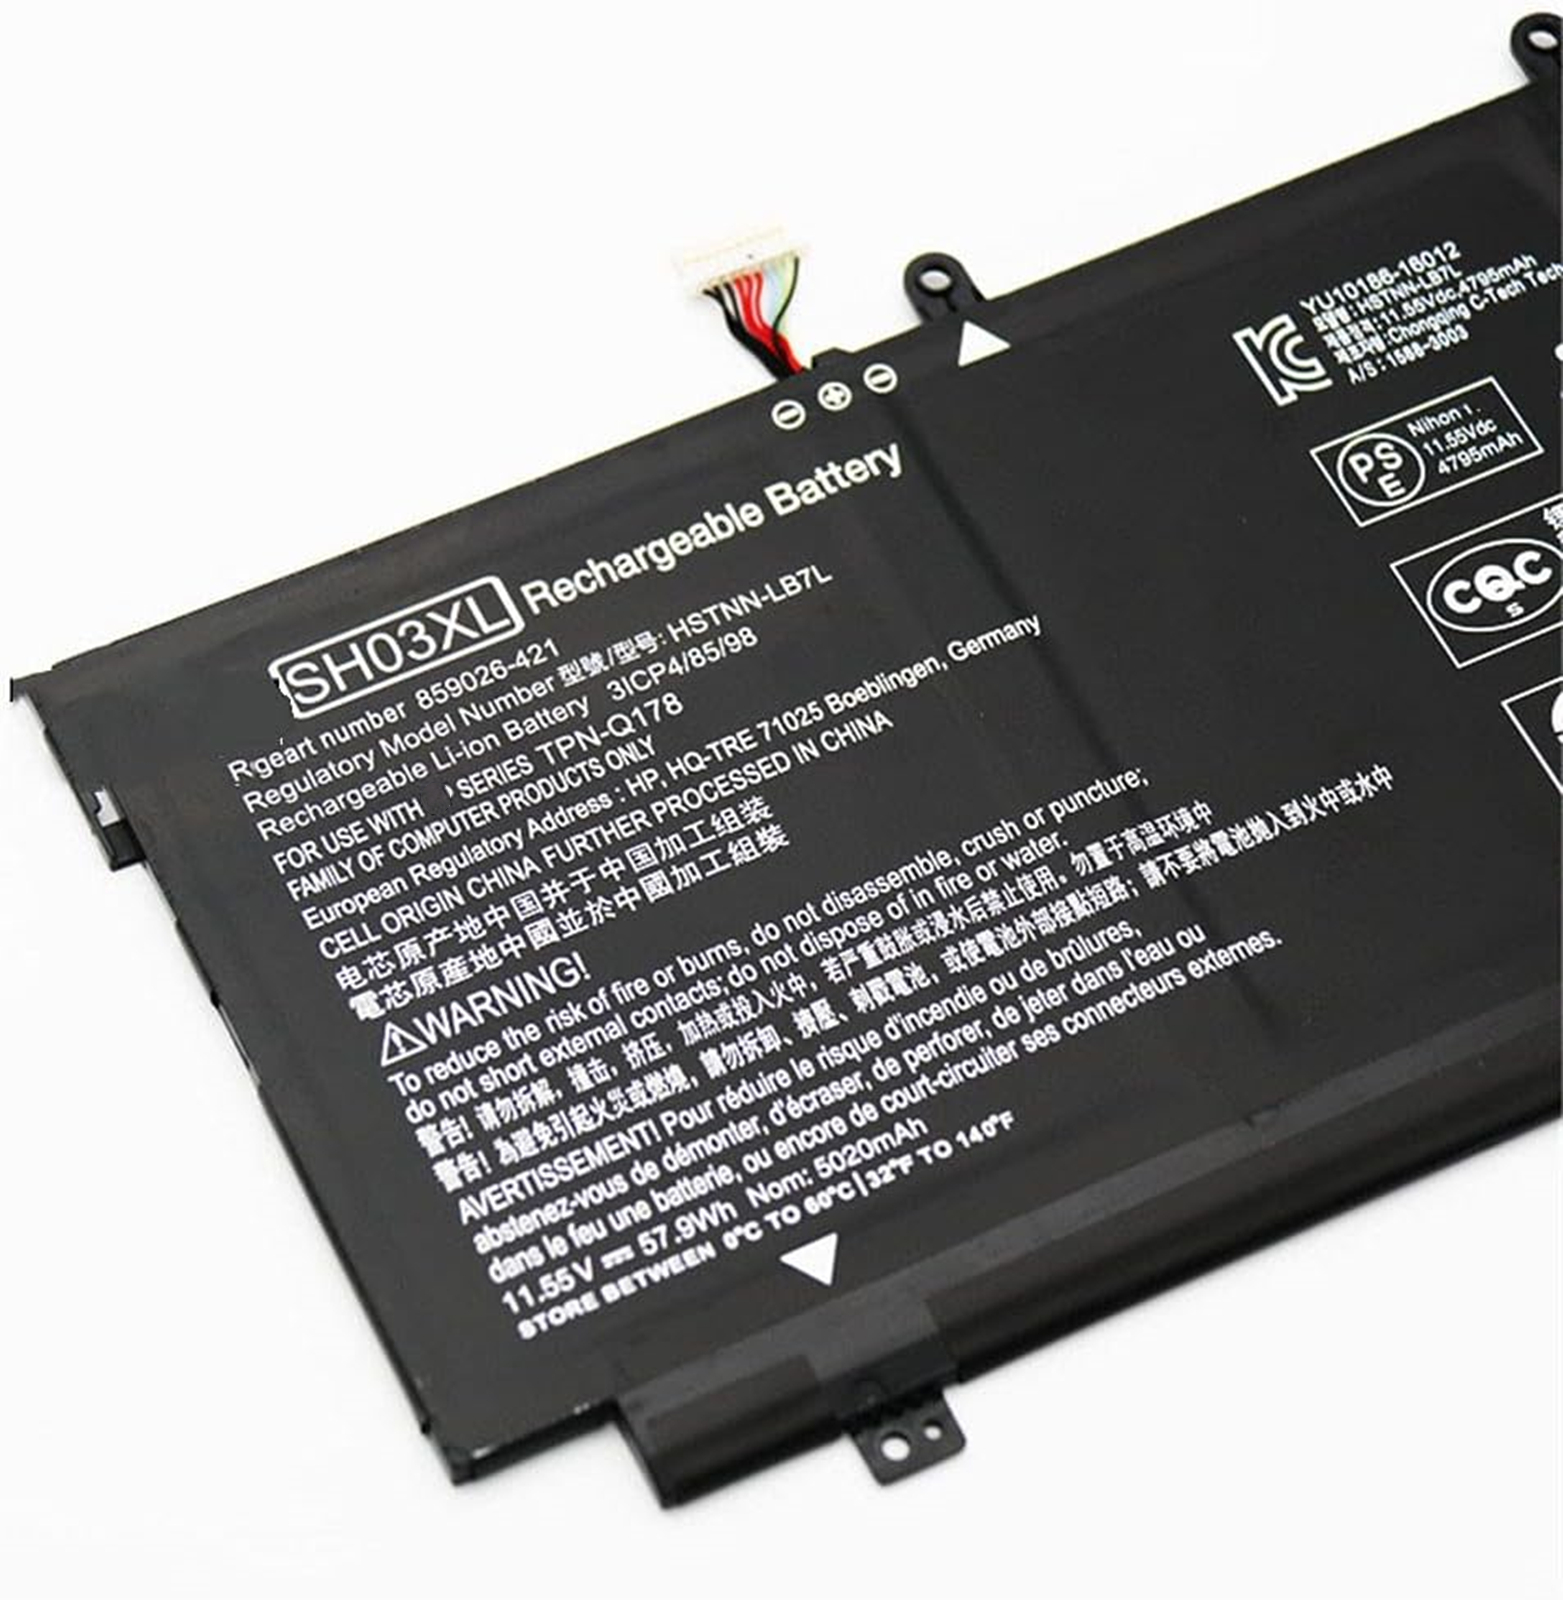 SH03XL Rechargeable Battery
Rgeart number 859026-421
Regulatory Model Number 型號/型号: HSTNN-LB7L
Rechargeable Li-ion Battery 3ICP4/85/98
FOR USE WITH SERIES TPN-Q178
FAMILY OF COMPUTER PRODUCTS ONLY
European Regulatory Address : HP, HQ-TRE 71025 Boeblingen, Germany
CELL ORIGIN CHINA FURTHER PROCESSED IN CHINA
电芯原产地中国并于中国加工组装
電芯原產地中國並於中國加工組裝
WARNING!
To reduce the risk of fire or burns, do not disassemble, crush or puncture;
do not short external contacts; do not dispose of in fire or water.
警告! 请勿拆解, 撞击, 挤压, 加热或投入火中, 若严重鼓胀或浸水后禁止使用。勿置于高温环境中
警告! 為避免引起火災或燃燒, 請勿拆卸、擠壓、刺戳電池, 或使電池外部接點短路; 請不要將電池拋入到火中或水中
AVERTISSEMENT! Pour réduire le risque d'incendie ou de brûlures,
abstenez-vous de démonter, d'écraser, de perforer, de jeter dans l'eau ou
dans le feu une batterie, ou encore de court-circuiter ses connecteurs externes.
11.55V ⎓ 57.9Wh Nom: 5020mAh
STORE BETWEEN 0°C TO 60°C | 32°F TO 140°F
YU10186-16012
모델명 : HSTNN-LB7L
11.55Vdc,4795mAh
제조자명 : Chongqing C-Tech Tech
A/S : 1588-3003
PS
E
Nihon
11.55Vdc
4795mAh
CQC
S